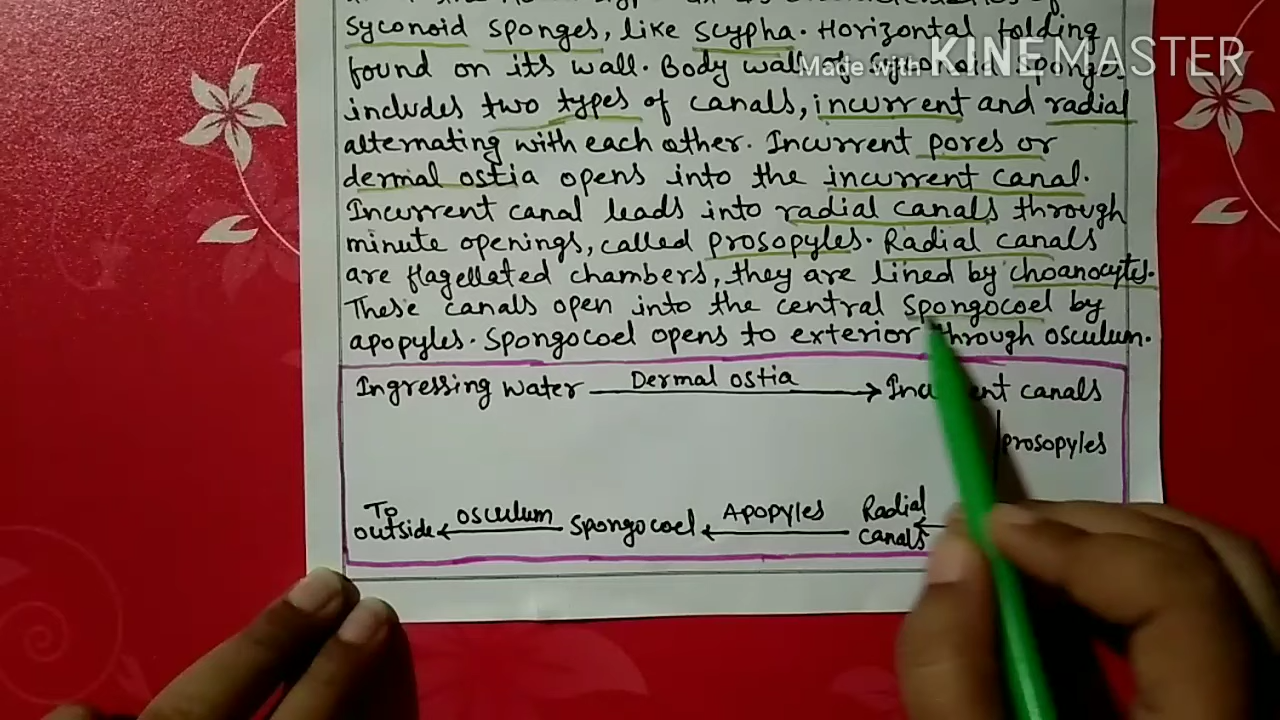 Syconoid sponges, like Scypha. Horizontal folding
found on its wall. Body wall of Syconoid Sponge
includes two types of canals, incurrent and radial
alternating with each other. Incurrent pores or
dermal ostia opens into the incurrent canal.
Incurrent canal leads into radial canals through
minute openings, called prosopyles. Radial canals
are flagellated chambers, they are lined by choanocytes.
These canals open into the central Spongocoel by
apopyles. Spongocoel opens to exterior through osculum.
Ingressing water Dermal ostia canals
Prosopyles
To outside osculum Spongocoel Apopyles Radial canals
Made with KINEMASTER